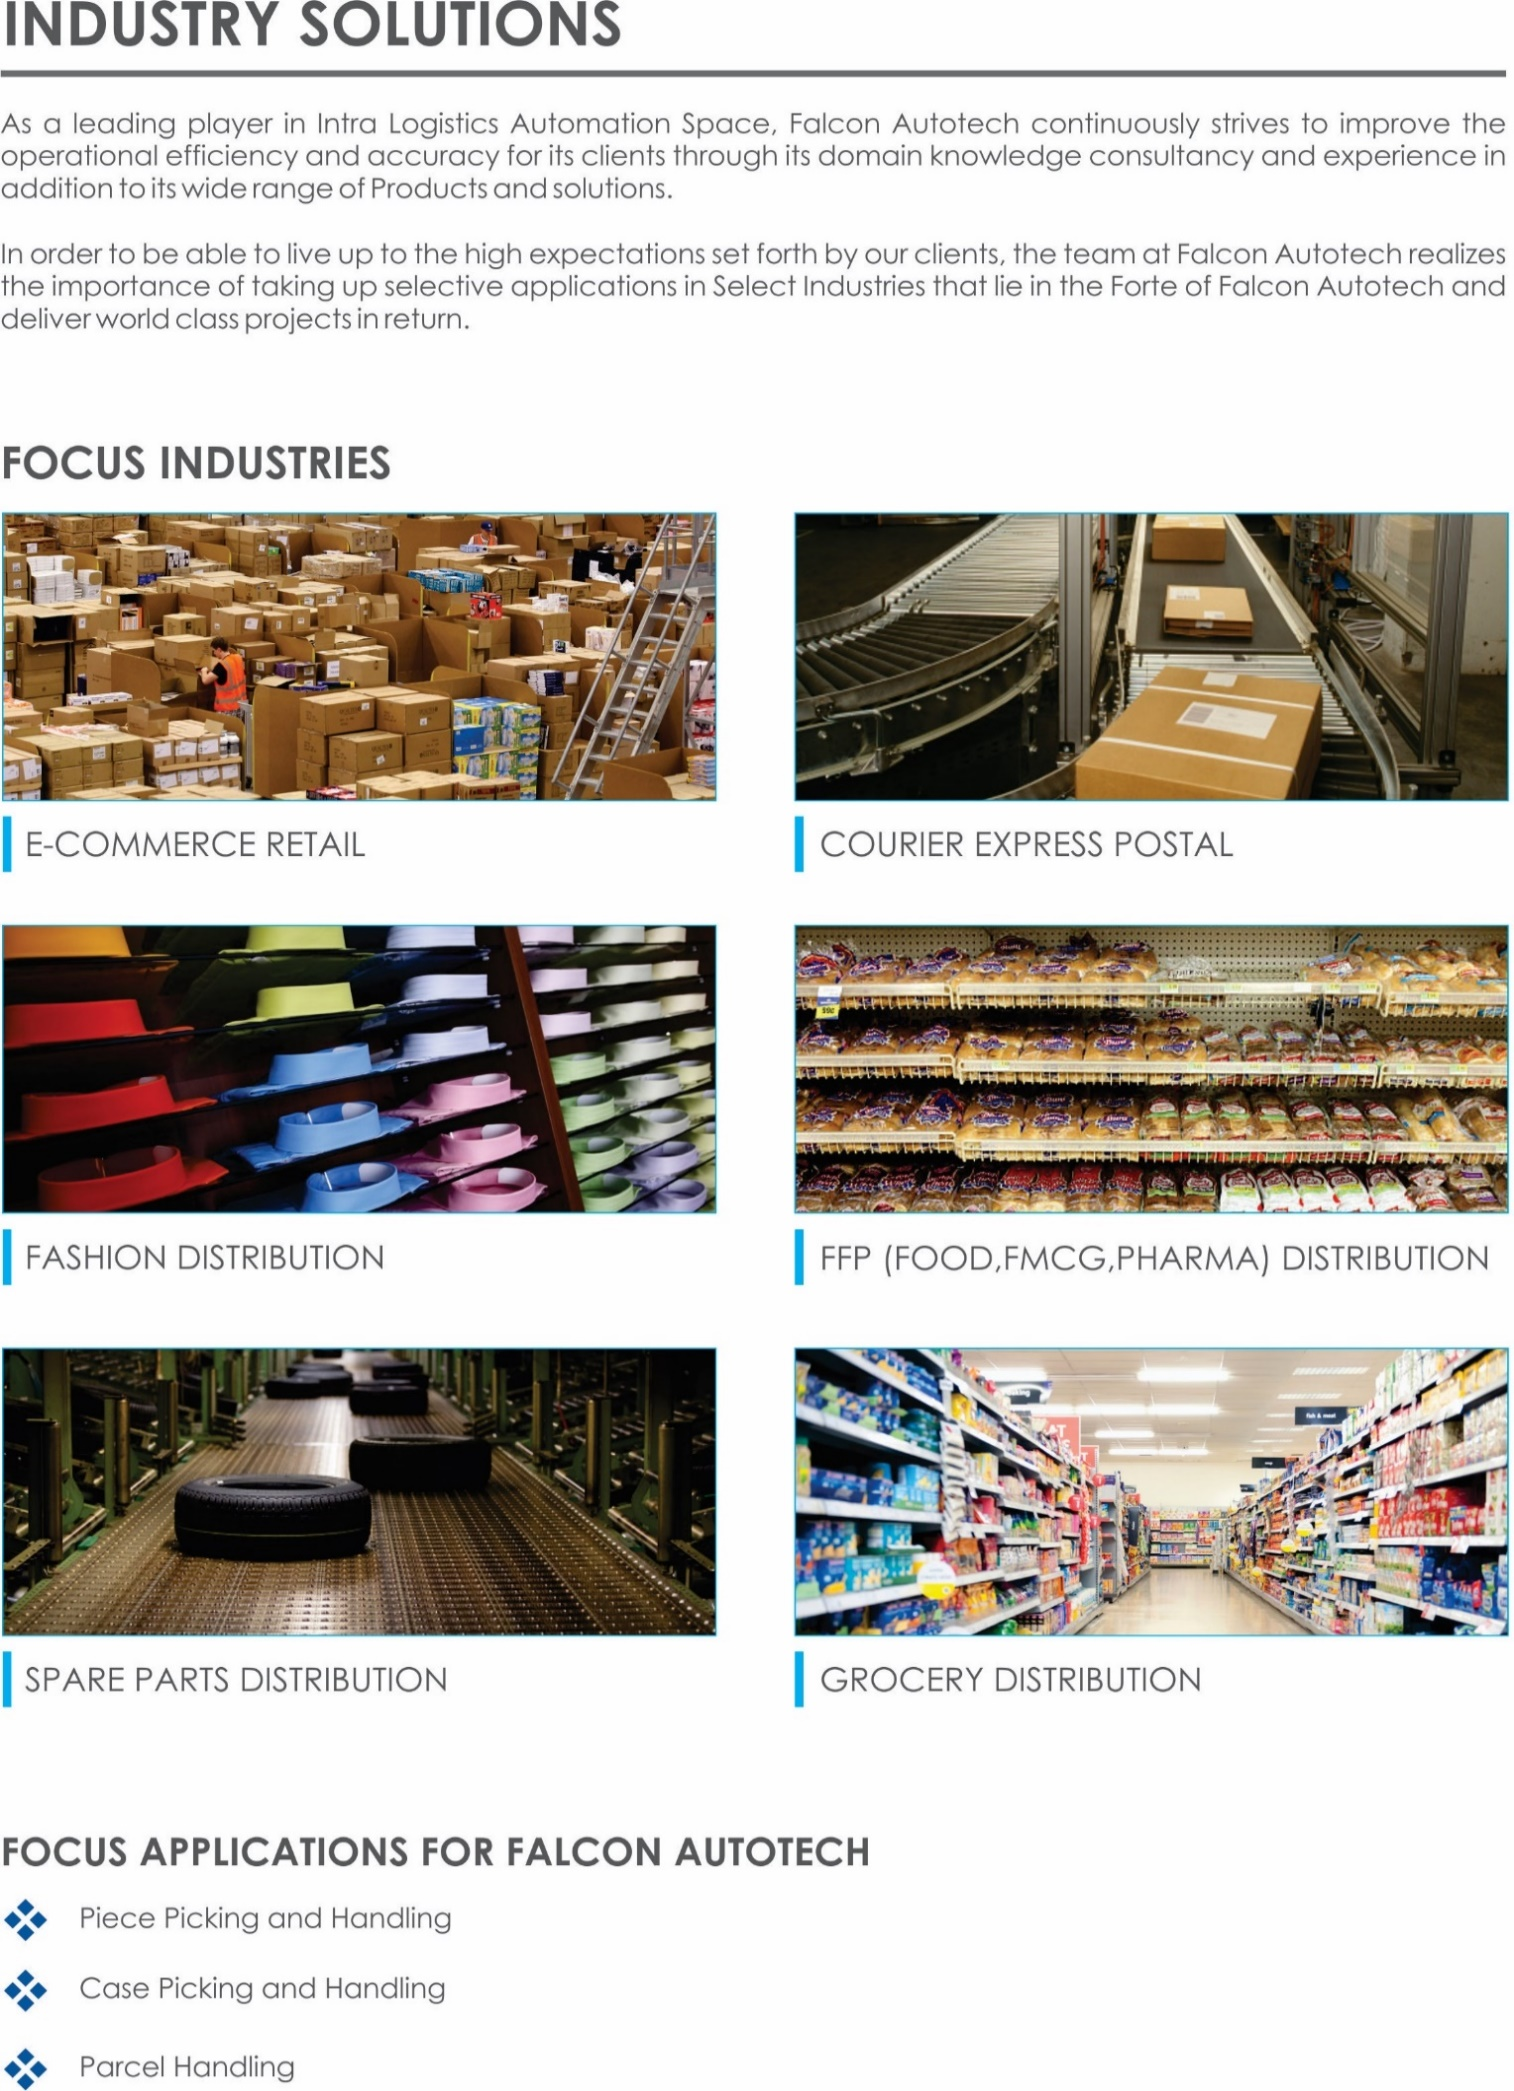 INDUSTRY SOLUTIONS
As a leading player in Intra Logistics Automation Space, Falcon Autotech continuously strives to improve the
operational efficiency and accuracy for its clients through its domain knowledge consultancy and experience in
addition to its wide range of Products and solutions.
In order to be able to live up to the high expectations set forth by our clients, the team at Falcon Autotech realizes
the importance of taking up selective applications in Select Industries that lie in the Forte of Falcon Autotech and
deliver world class projects in return.
FOCUS INDUSTRIES
E-COMMERCE RETAIL
COURIER EXPRESS POSTAL
FASHION DISTRIBUTION
FFP (FOOD,FMCG,PHARMA) DISTRIBUTION
fish & meat
SPARE PARTS DISTRIBUTION
GROCERY DISTRIBUTION
FOCUS APPLICATIONS FOR FALCON AUTOTECH
Piece Picking and Handling
Case Picking and Handling
Parcel Handling